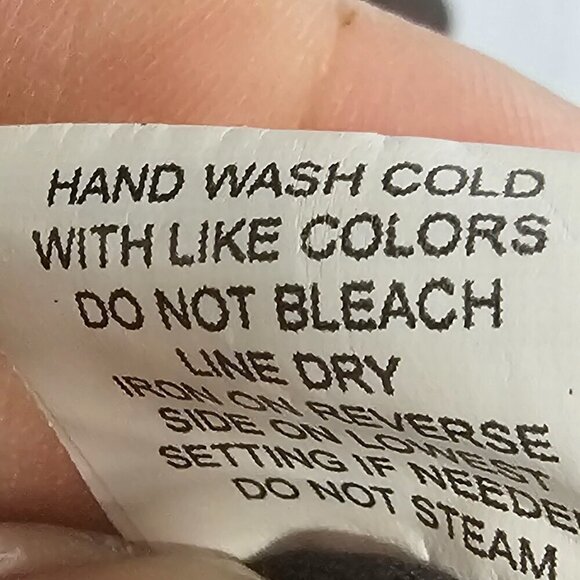 HAND WASH COLD
WITH LIKE COLORS
DO NOT BLEACH
LINE DRY
IRON ON REVERSE
SIDE ON LOWEST
SETTING IF NEEDE
DO NOT STEAM